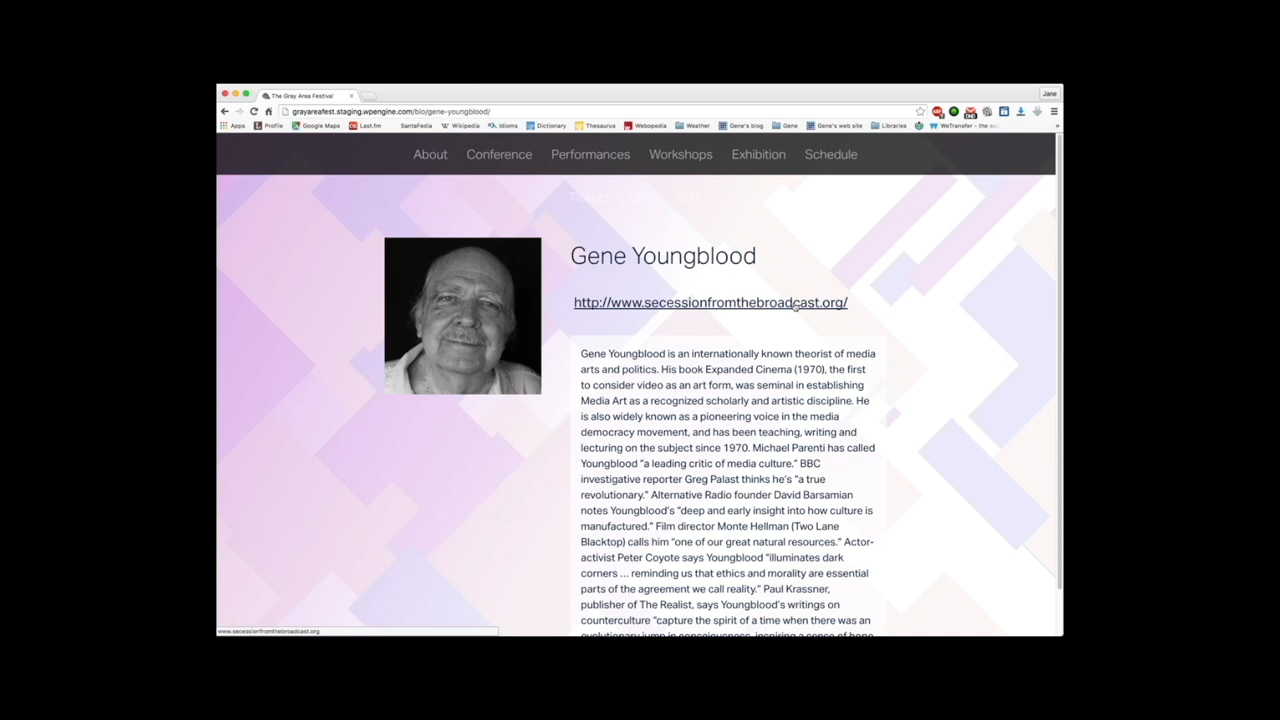 The Gray Area Festival
Jane
grayareafest.staging.wpengine.com/bio/gene-youngblood/
Apps Profile Google Maps Last.fm SantaFedia Wikipedia Idioms Dictionary Thesaurus Webopedia Weather Gene's blog Gene Gene's web site Libraries WeTransfer - the
About Conference Performances Workshops Exhibition Schedule
Gene Youngblood
http://www.secessionfromthebroadcast.org/
Gene Youngblood is an internationally known theorist of media
arts and politics. His book Expanded Cinema (1970), the first
to consider video as an art form, was seminal in establishing
Media Art as a recognized scholarly and artistic discipline. He
is also widely known as a pioneering voice in the media
democracy movement, and has been teaching, writing and
lecturing on the subject since 1970. Michael Parenti has called
Youngblood “a leading critic of media culture.” BBC
investigative reporter Greg Palast thinks he’s “a true
revolutionary.” Alternative Radio founder David Barsamian
notes Youngblood’s “deep and early insight into how culture is
manufactured.” Film director Monte Hellman (Two Lane
Blacktop) calls him “one of our great natural resources.” Actor-
activist Peter Coyote says Youngblood “illuminates dark
corners … reminding us that ethics and morality are essential
parts of the agreement we call reality.” Paul Krassner,
publisher of The Realist, says Youngblood’s writings on
counterculture “capture the spirit of a time when there was an
evolutionary jump in consciousness, inspiring a sense of hope
www.secessionfromthebroadcast.org